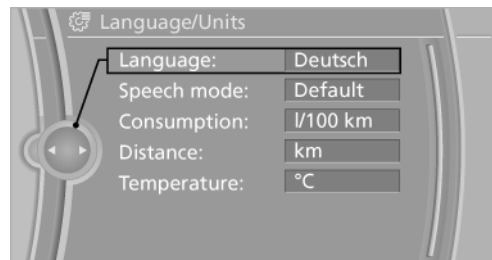 Language/Units
Language: Deutsch
Speech mode: Default
Consumption: l/100 km
Distance: km
Temperature: °C